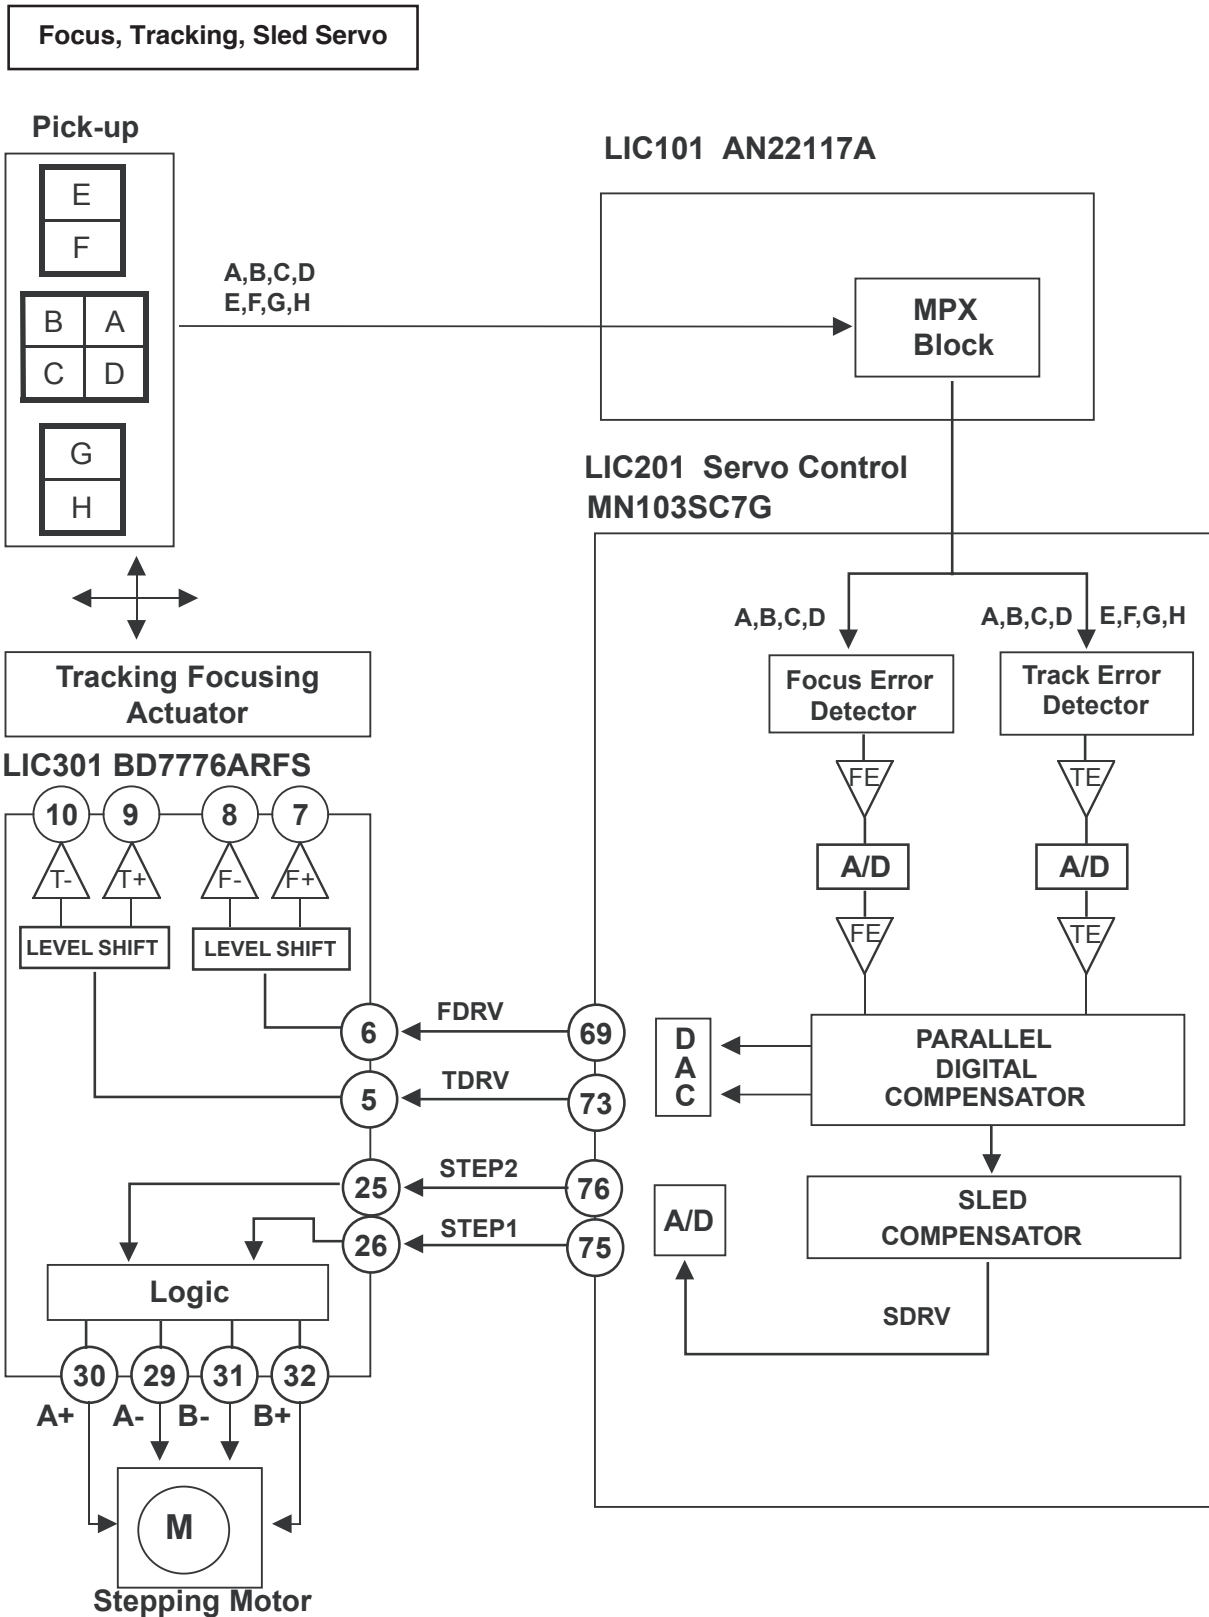 Focus, Tracking, Sled Servo
Pick-up
E
F
B A
C D
G
H
A,B,C,D
E,F,G,H
LIC101 AN22117A
MPX
Block
LIC201 Servo Control
MN103SC7G
A,B,C,D
A,B,C,D E,F,G,H
Focus Error
Detector
Track Error
Detector
FE
TE
A/D
A/D
FE
TE
PARALLEL
DIGITAL
COMPENSATOR
D
A
C
SLED
COMPENSATOR
A/D
SDRV
Tracking Focusing
Actuator
LIC301 BD7776ARFS
10 9 8 7
T- T+ F- F+
LEVEL SHIFT
LEVEL SHIFT
6 FDRV 69
5 TDRV 73
25 STEP2 76
26 STEP1 75
Logic
30 29 31 32
A+ A- B- B+
M
Stepping Motor